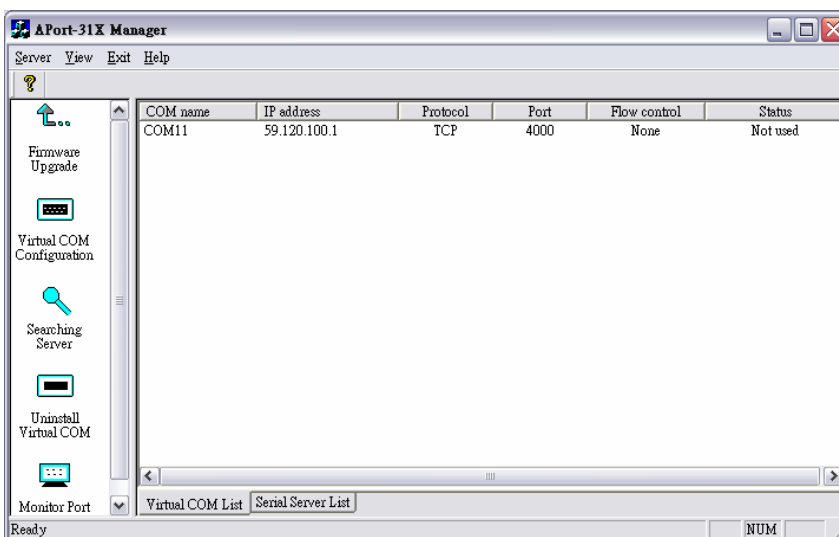 APort-31X Manager
Server View Exit Help
Firmware
Upgrade
Virtual COM
Configuration
Searching
Server
Uninstall
Virtual COM
Monitor Port
COM name IP address Protocol Port Flow control Status
COM11 59.120.100.1 TCP 4000 None Not used
Virtual COM List Serial Server List
Ready NUM